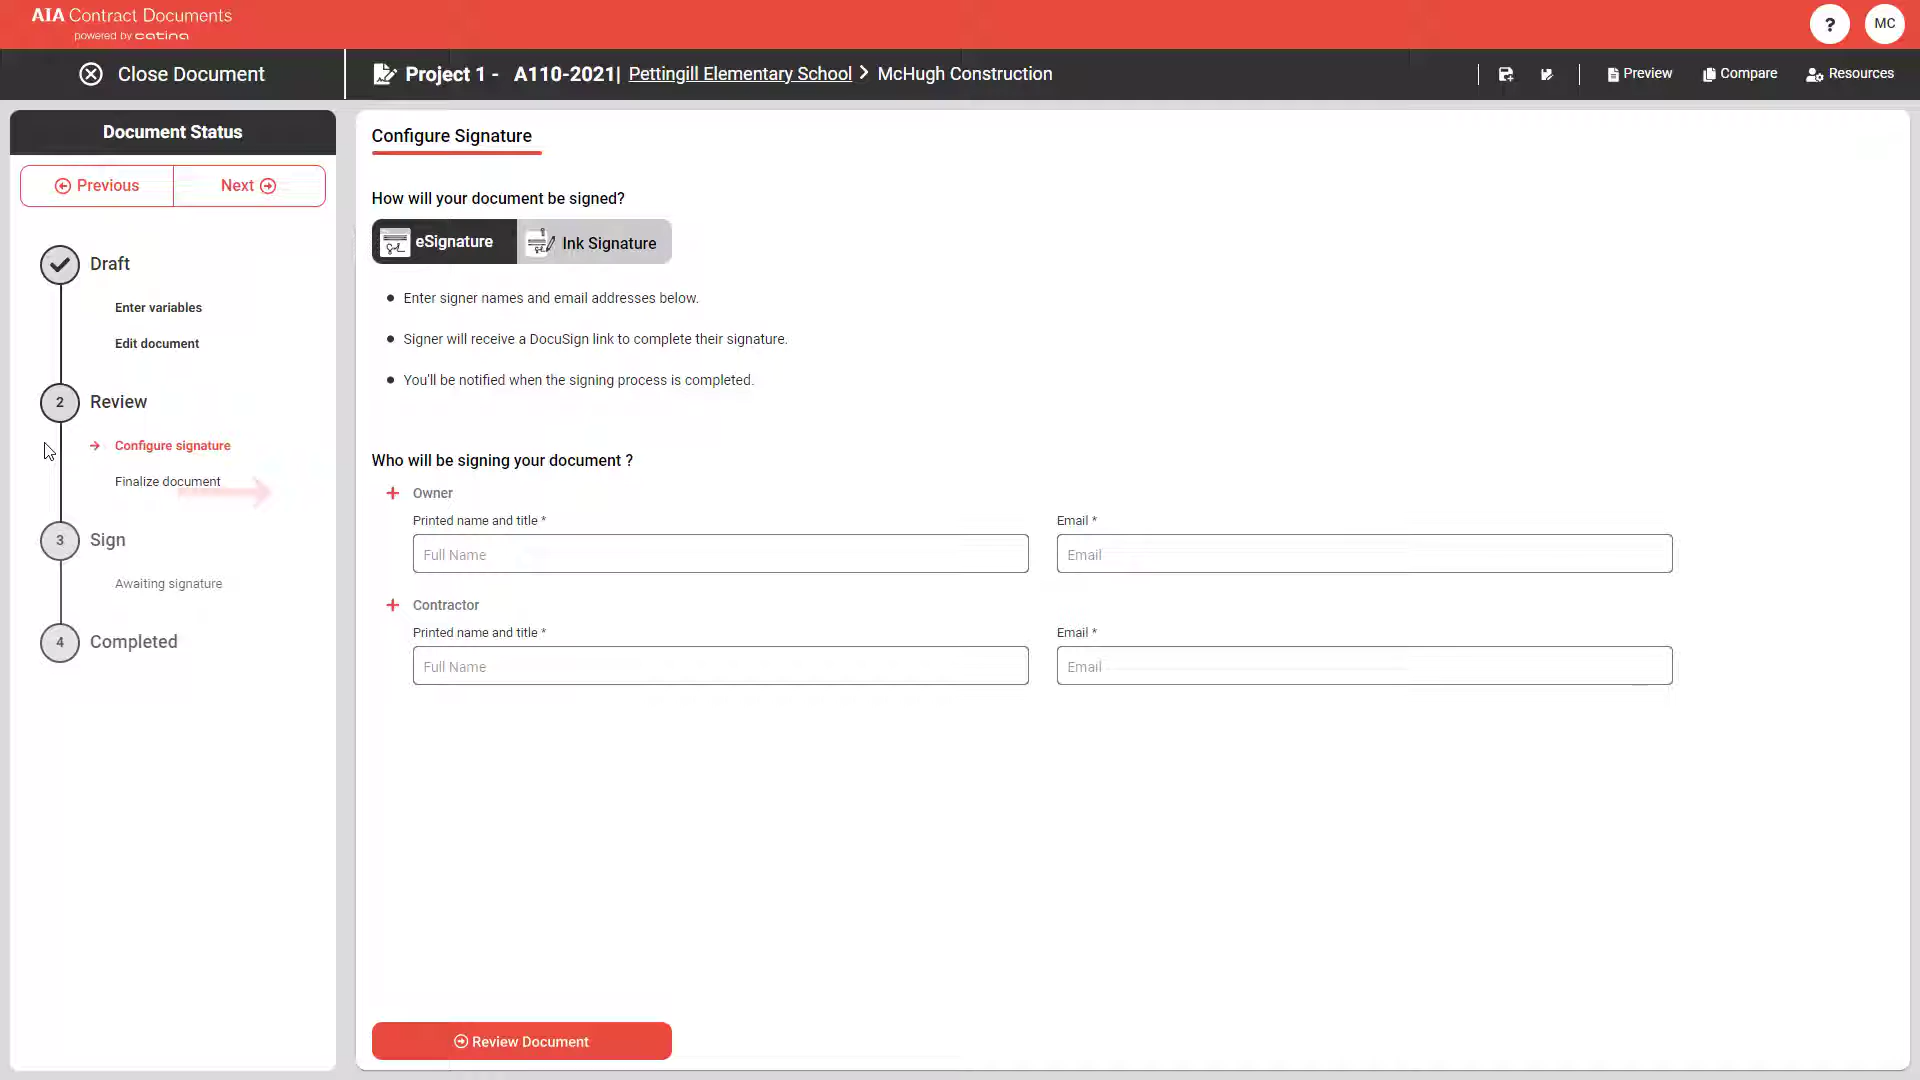 AIA Contract Documents
powered by catina
?
MC
Close Document
Project 1 - A110-2021| Pettingill Elementary School > McHugh Construction
Preview
Compare
Resources
Document Status
Previous
Next
Draft
Enter variables
Edit document
2
Review
Configure signature
Finalize document
3
Sign
Awaiting signature
4
Completed
Configure Signature
How will your document be signed?
eSignature
Ink Signature
Enter signer names and email addresses below.
Signer will receive a DocuSign link to complete their signature.
You'll be notified when the signing process is completed.
Who will be signing your document ?
+ Owner
Printed name and title *
Email *
Full Name
Email
+ Contractor
Printed name and title *
Email *
Full Name
Email
Review Document